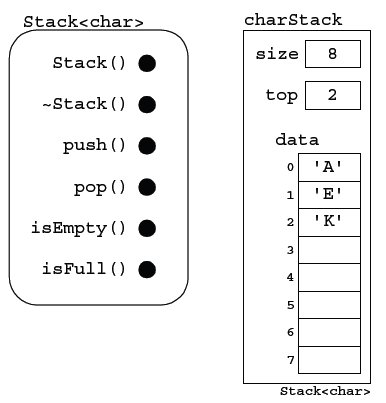 Stack<char>
Stack()
~Stack()
push()
pop()
isEmpty()
isFull()
charStack
size 8
top 2
data
0 'A'
1 'E'
2 'K'
3
4
5
6
7
Stack<char>